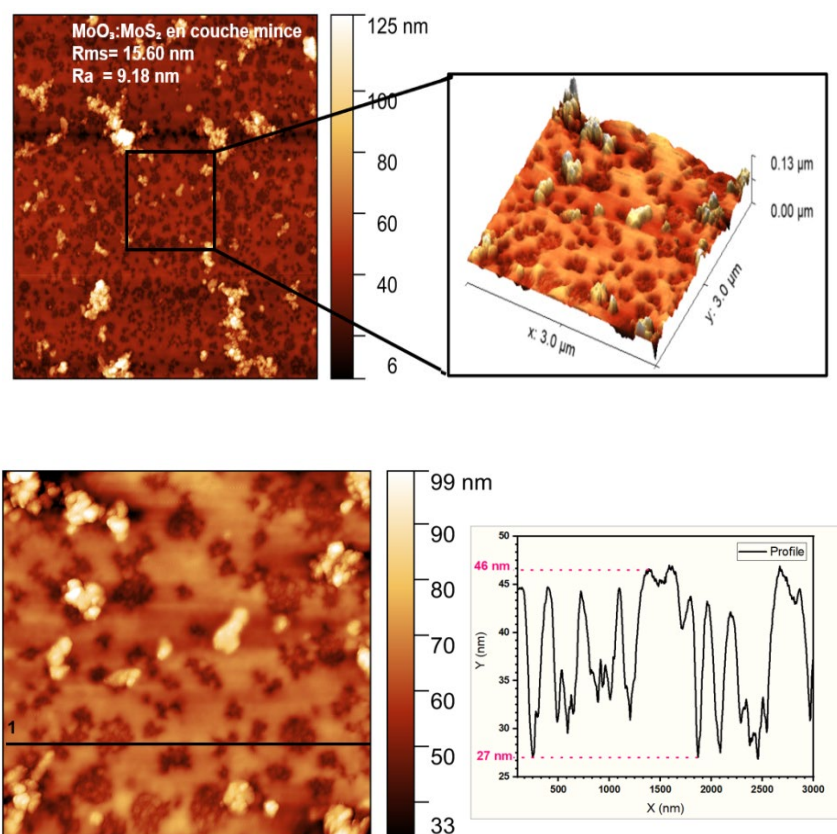 MoO₃:MoS₂ en couche mince
Rms= 15.60 nm
Ra = 9.18 nm
125 nm
100
80
60
40
6
0.13 µm
0.00 µm
x: 3.0 µm
y: 3.0 µm
1
99 nm
90
80
70
60
50
33
Profile
46 nm
27 nm
Y (nm)
50
45
40
35
30
25
500
1000
1500
2000
2500
3000
X (nm)